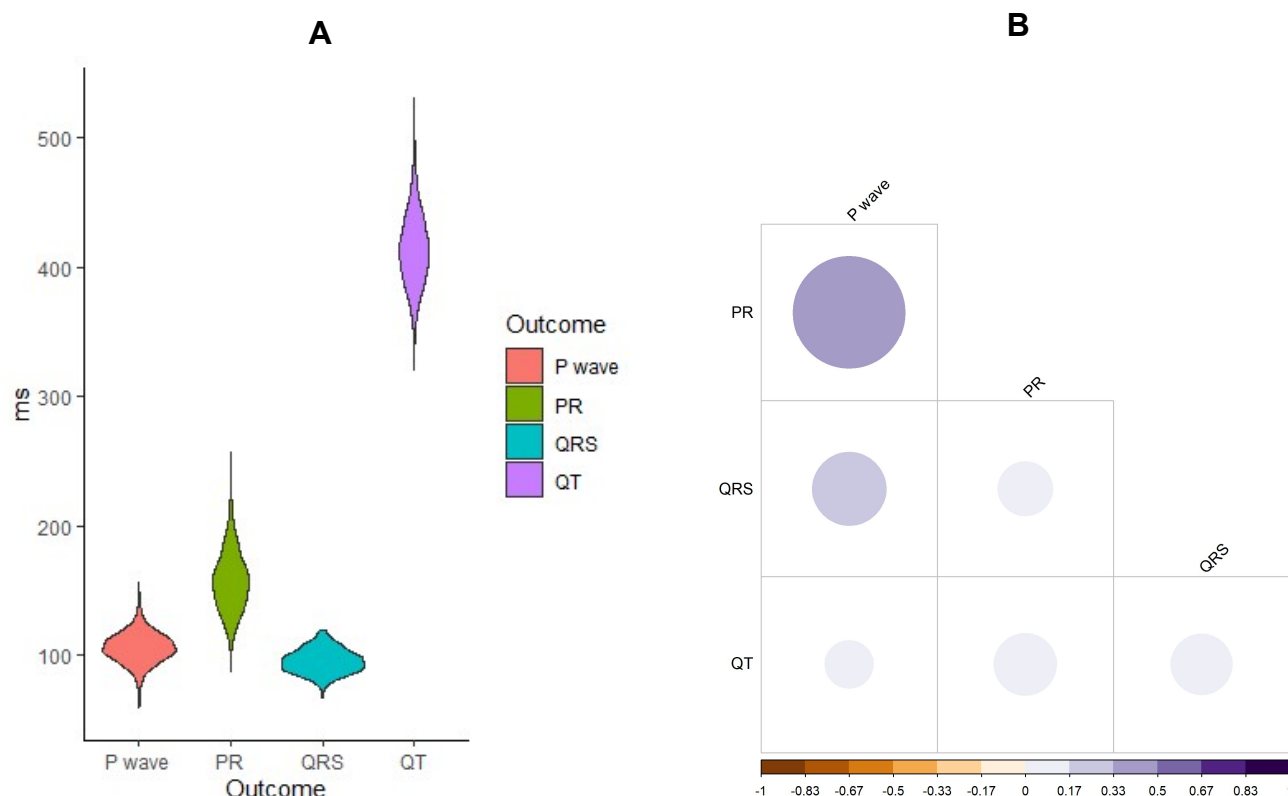 A
B
500
400
300
200
100
ms
P wave
PR
QRS
QT
Outcome
Outcome
P wave
PR
QRS
QT
P wave
PR
PR
QRS
QRS
QT
-1
-0.83
-0.67
-0.5
-0.33
-0.17
0
0.17
0.33
0.5
0.67
0.83